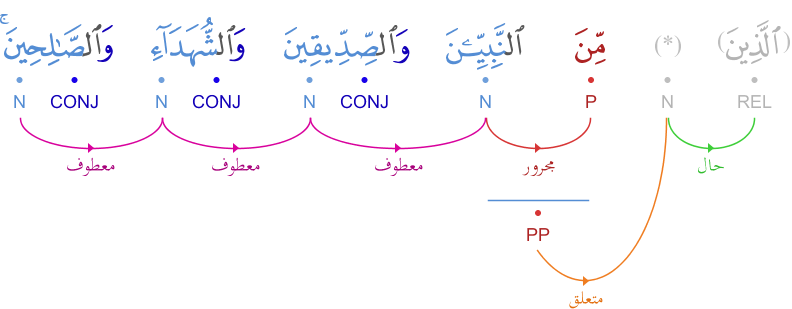 (ٱلَّذِينَ) (*) مِّنَ ٱلنَّبِيِّـۧنَ وَٱلصِّدِّيقِينَ وَٱلشُّهَدَآءِ وَٱلصَّـٰلِحِينَ ۚ
REL N P N CONJ N CONJ N CONJ N
حال مجرور معطوف معطوف معطوف
PP
متعلق